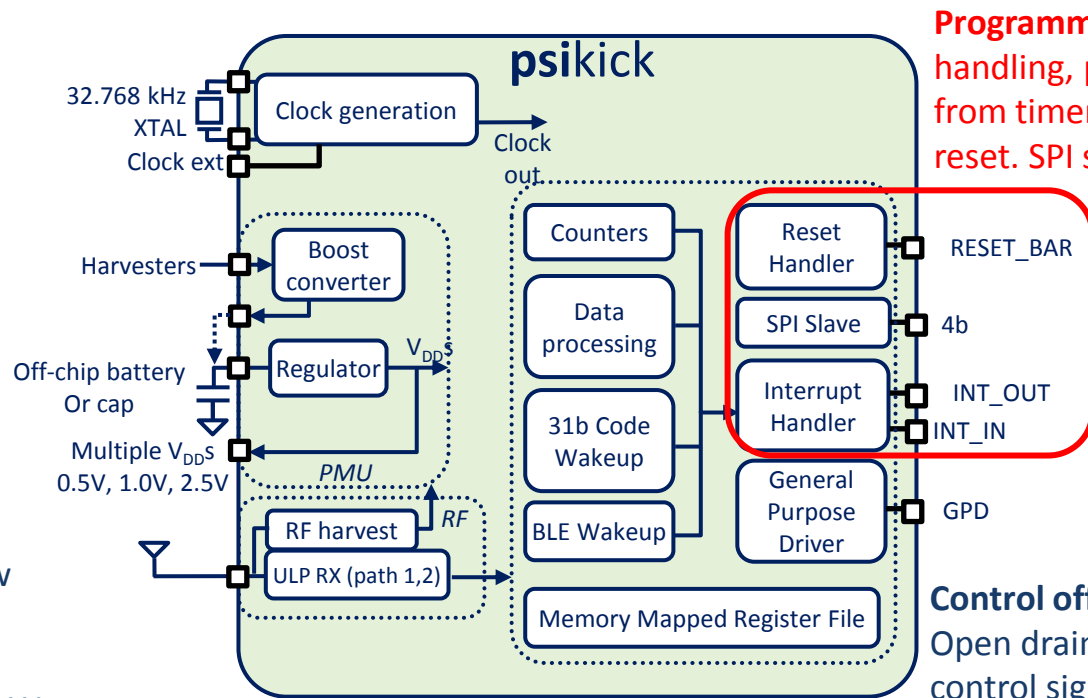 psikick
32.768 kHz
XTAL
Clock ext
Clock generation
Clock
out
Harvesters
Boost
converter
Off-chip battery
Or cap
Regulator
VDDs
Multiple VDDs
0.5V, 1.0V, 2.5V
PMU
RF harvest
RF
ULP RX (path 1,2)
Counters
Data
processing
31b Code
Wakeup
BLE Wakeup
Memory Mapped Register File
Reset
Handler
SPI Slave
Interrupt
Handler
General
Purpose
Driver
RESET_BAR
4b
INT_OUT
INT_IN
GPD
Programm
handling, p
from time
reset. SPI s
Control of
Open drain
control sig